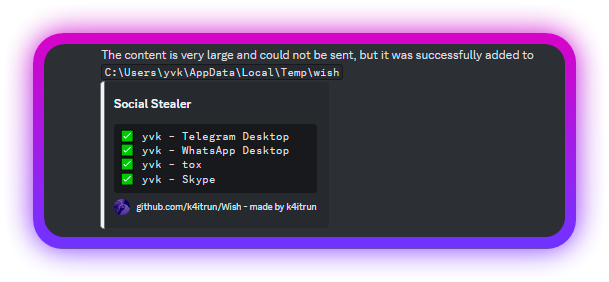 The content is very large and could not be sent, but it was successfully added to
C:\Users\yvk\AppData\Local\Temp\wish
Social Stealer
✅ yvk - Telegram Desktop
✅ yvk - WhatsApp Desktop
✅ yvk - tox
✅ yvk - Skype
github.com/k4itrun/Wish - made by k4itrun